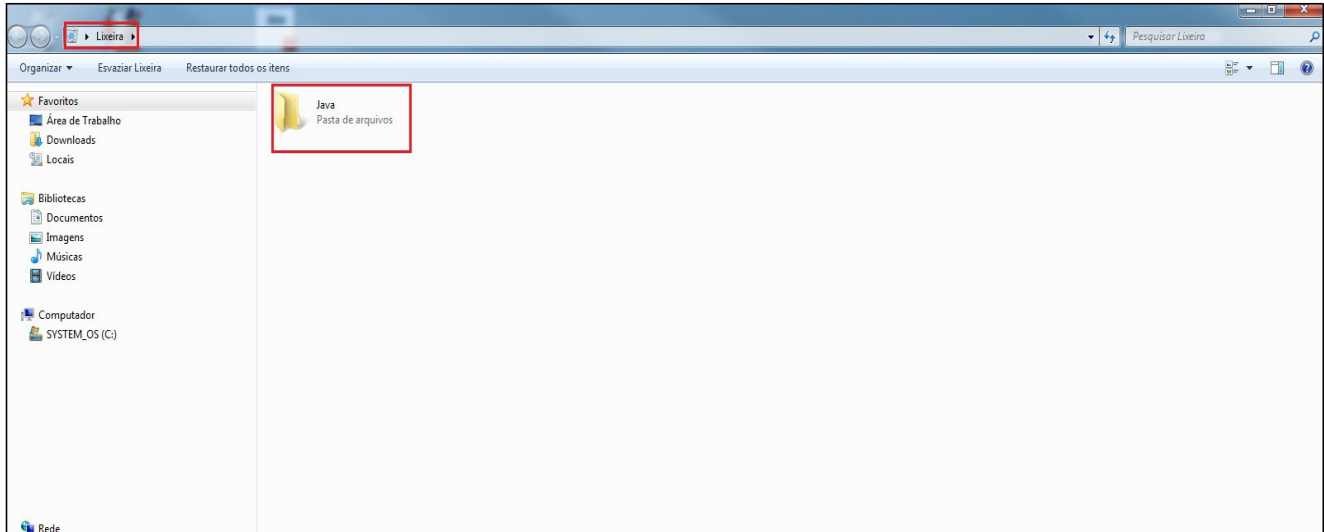 Lixeira
Pesquisar Lixeira
Organizar
Esvaziar Lixeira
Restaurar todos os itens
Favoritos
Área de Trabalho
Downloads
Locais
Bibliotecas
Documentos
Imagens
Músicas
Vídeos
Computador
SYSTEM_OS (C:)
Rede
Java
Pasta de arquivos